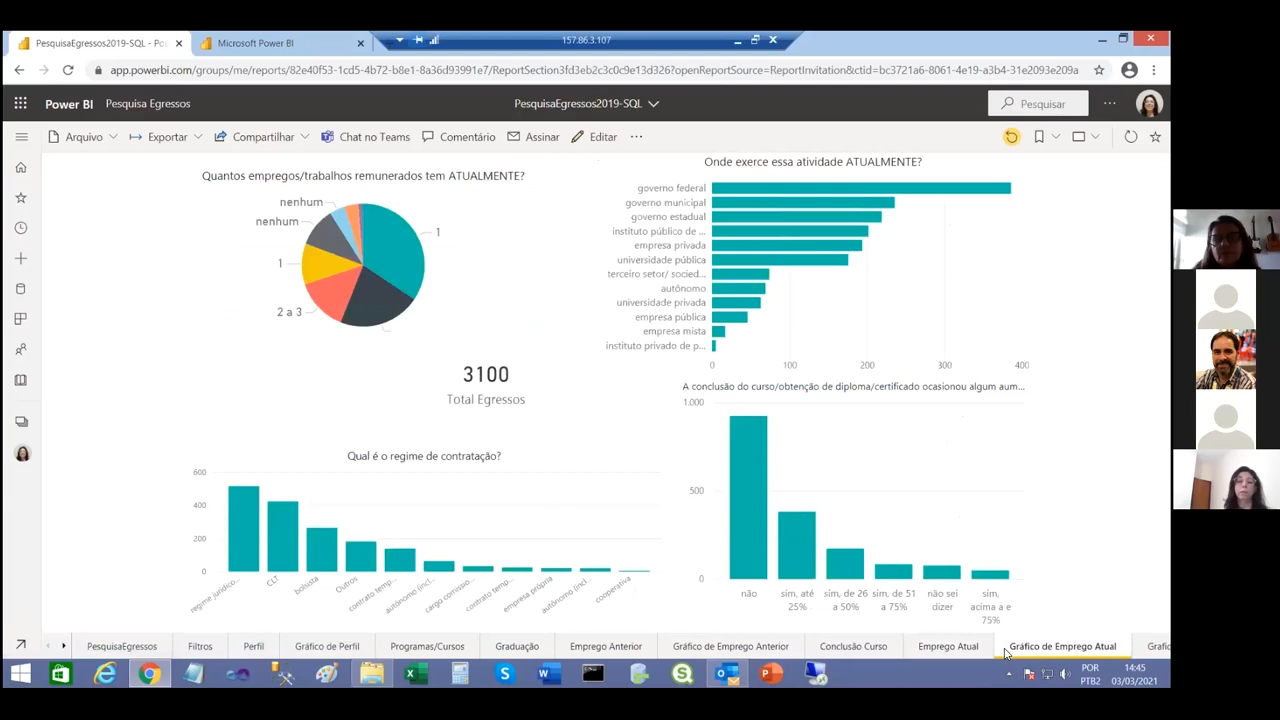 PesquisaEgressos2019-SQL - Po
Microsoft Power BI
157.86.3.107
app.powerbi.com/groups/me/reports/82e40f53-1cd5-4b72-b8e1-8a36d93991e7/ReportSection3fd3eb2c3c0c9e13d326?openReportSource=ReportInvitation&ctid=bc3721a6-8061-4e19-a3b4-31e2093e209a
Power BI
Pesquisa Egressos
PesquisaEgressos2019-SQL
Pesquisar
Arquivo
Exportar
Compartilhar
Chat no Teams
Comentário
Assinar
Editar
Quantos empregos/trabalhos remunerados tem ATUALMENTE?
nenhum
nenhum
1
1
2 a 3
3100
Total Egressos
Onde exerce essa atividade ATUALMENTE?
governo federal
governo municipal
governo estadual
instituto público de ...
empresa privada
universidade pública
terceiro setor/ socied...
autônomo
universidade privada
empresa pública
empresa mista
instituto privado de p...
0 100 200 300 400
Qual é o regime de contratação?
600
400
200
0
regime jurídico...
CLT
bolsista
Outros
contrato temp...
autônomo (incl...
cargo comissio...
contrato temp...
empresa própria
autônomo (incl...
cooperativa
A conclusão do curso/obtenção de diploma/certificado ocasionou algum aum...
1.000
500
0
não
sim, até
25%
sim, de 26
a 50%
sim, de 51
a 75%
não sei
dizer
sim,
acima a e
75%
PesquisaEgressos
Filtros
Perfil
Gráfico de Perfil
Programas/Cursos
Graduação
Emprego Anterior
Gráfico de Emprego Anterior
Conclusão Curso
Emprego Atual
Gráfico de Emprego Atual
Grafic
POR
PTB2
14:45
03/03/2021